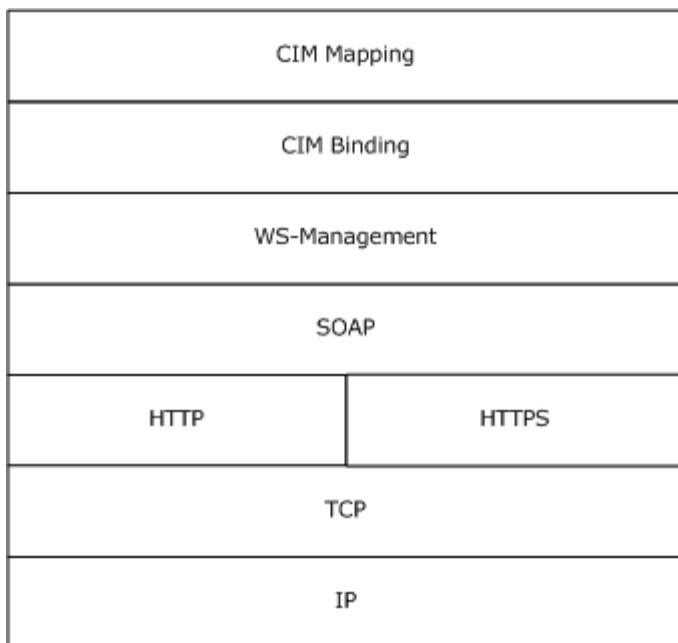 CIM Mapping
CIM Binding
WS-Management
SOAP
HTTP
HTTPS
TCP
IP